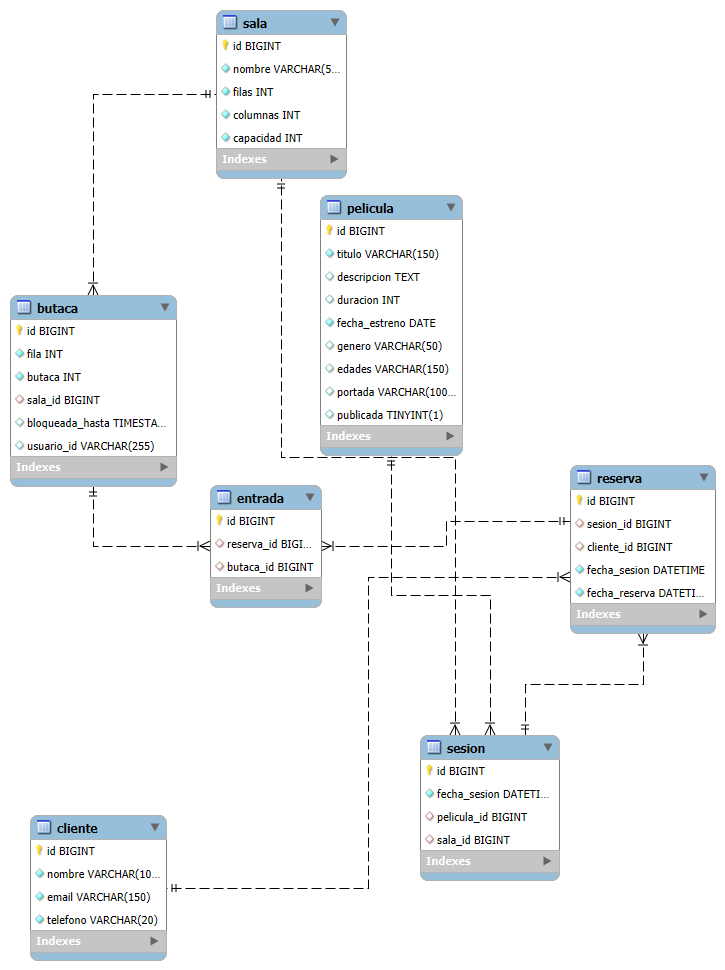 sala
id BIGINT
nombre VARCHAR(5...
filas INT
columnas INT
capacidad INT
Indexes
pelicula
id BIGINT
titulo VARCHAR(150)
descripcion TEXT
duracion INT
fecha_estreno DATE
genero VARCHAR(50)
edades VARCHAR(150)
portada VARCHAR(100...
publicada TINYINT(1)
Indexes
butaca
id BIGINT
fila INT
butaca INT
sala_id BIGINT
bloqueada_hasta TIMESTA...
usuario_id VARCHAR(255)
Indexes
entrada
id BIGINT
reserva_id BIGI...
butaca_id BIGINT
Indexes
reserva
id BIGINT
sesion_id BIGINT
cliente_id BIGINT
fecha_sesion DATETIME
fecha_reserva DATETI...
Indexes
sesion
id BIGINT
fecha_sesion DATETI...
pelicula_id BIGINT
sala_id BIGINT
Indexes
cliente
id BIGINT
nombre VARCHAR(10...
email VARCHAR(150)
telefono VARCHAR(20)
Indexes